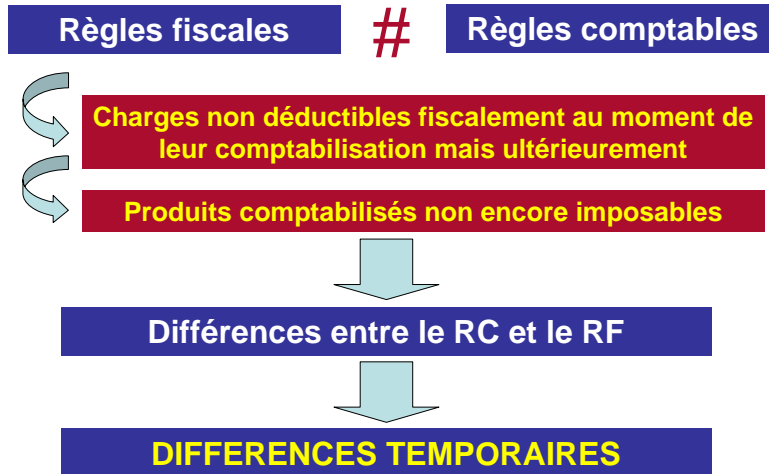 Règles fiscales # Règles comptables
Charges non déductibles fiscalement au moment de
leur comptabilisation mais ultérieurement
Produits comptabilisés non encore imposables
Différences entre le RC et le RF
DIFFERENCES TEMPORAIRES